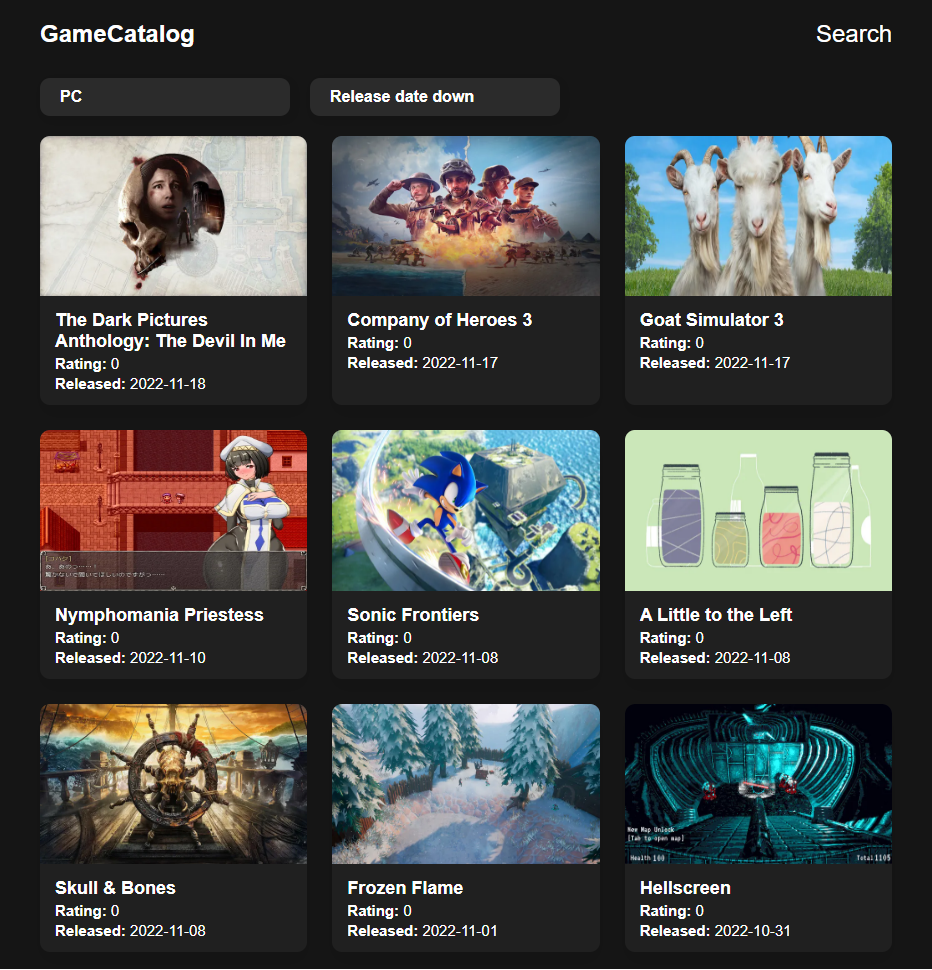 GameCatalog
Search
PC
Release date down
The Dark Pictures
Anthology: The Devil In Me
Rating: 0
Released: 2022-11-18
Company of Heroes 3
Rating: 0
Released: 2022-11-17
Goat Simulator 3
Rating: 0
Released: 2022-11-17
Nymphomania Priestess
Rating: 0
Released: 2022-11-10
Sonic Frontiers
Rating: 0
Released: 2022-11-08
A Little to the Left
Rating: 0
Released: 2022-11-08
New Map Unlock
[Tab to open map]
Health 100
Total 1105
Skull & Bones
Rating: 0
Released: 2022-11-08
Frozen Flame
Rating: 0
Released: 2022-11-01
Hellscreen
Rating: 0
Released: 2022-10-31